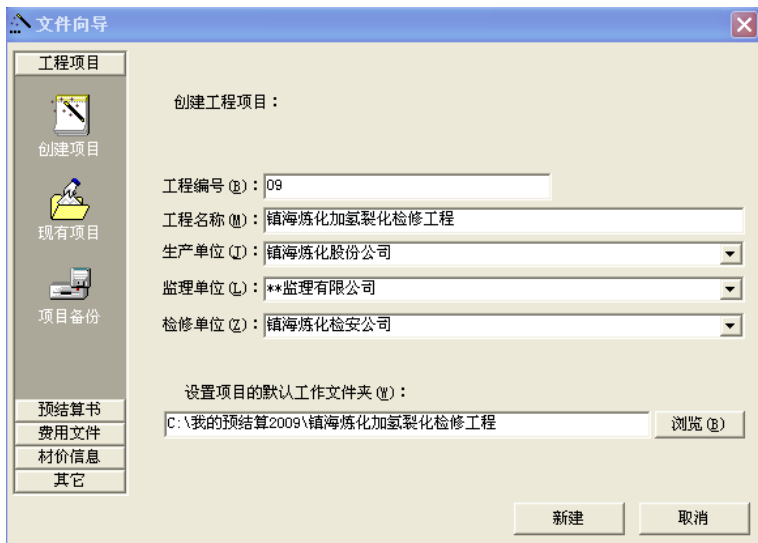 文件向导
工程项目
创建项目
现有项目
项目备份
预结算书
费用文件
材价信息
其它
创建工程项目：
工程编号(B)：09
工程名称(M)：镇海炼化加氢裂化检修工程
生产单位(J)：镇海炼化股份公司
监理单位(L)：**监理有限公司
检修单位(Z)：镇海炼化检安公司
设置项目的默认工作文件夹(W)：
C:\我的预结算2009\镇海炼化加氢裂化检修工程
浏览(B)
新建
取消